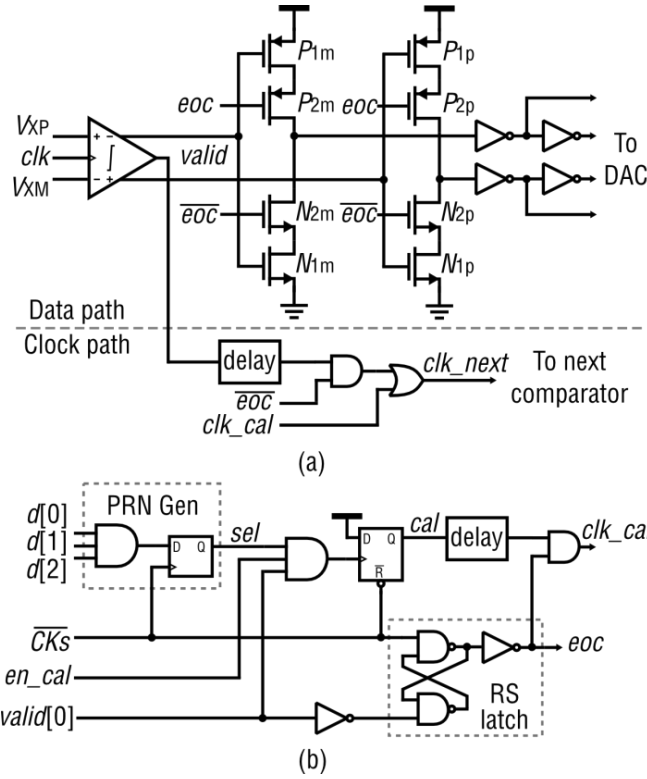 P1m
P1p
eoc
P2m
eoc
P2p
VXP
clk
VXM
+ -
- +
valid
To
DAC
eoc
N2m
eoc
N2p
N1m
N1p
Data path
Clock path
delay
clk_next
To next
comparator
eoc
clk_cal
(a)
PRN Gen
d[0]
d[1]
d[2]
D Q
sel
D Q
R
cal
delay
clk_cal
CKs
en_cal
valid[0]
eoc
RS
latch
(b)